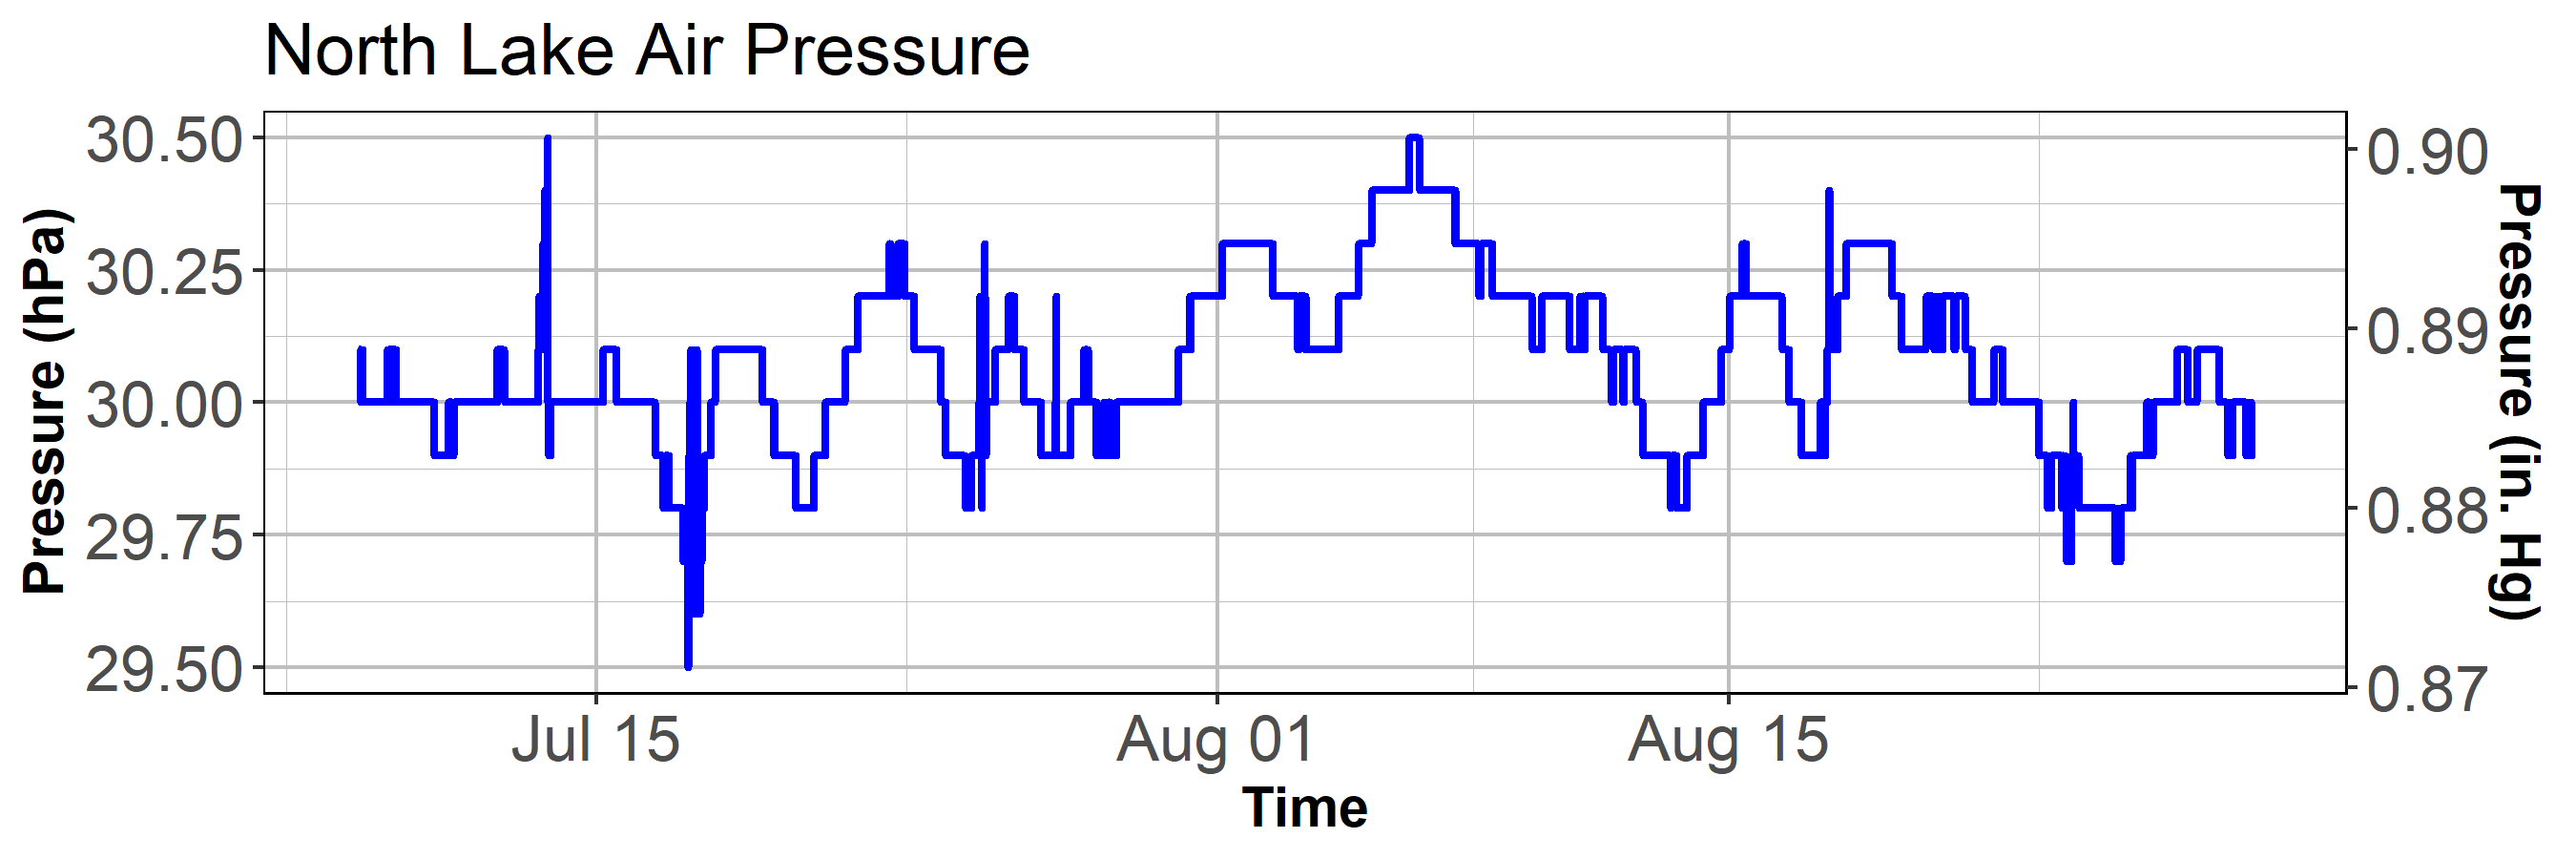 North Lake Air Pressure
Pressure (hPa)
30.50
30.25
30.00
29.75
29.50
0.90
0.89
0.88
0.87
Pressure (in. Hg)
Jul 15
Aug 01
Aug 15
Time